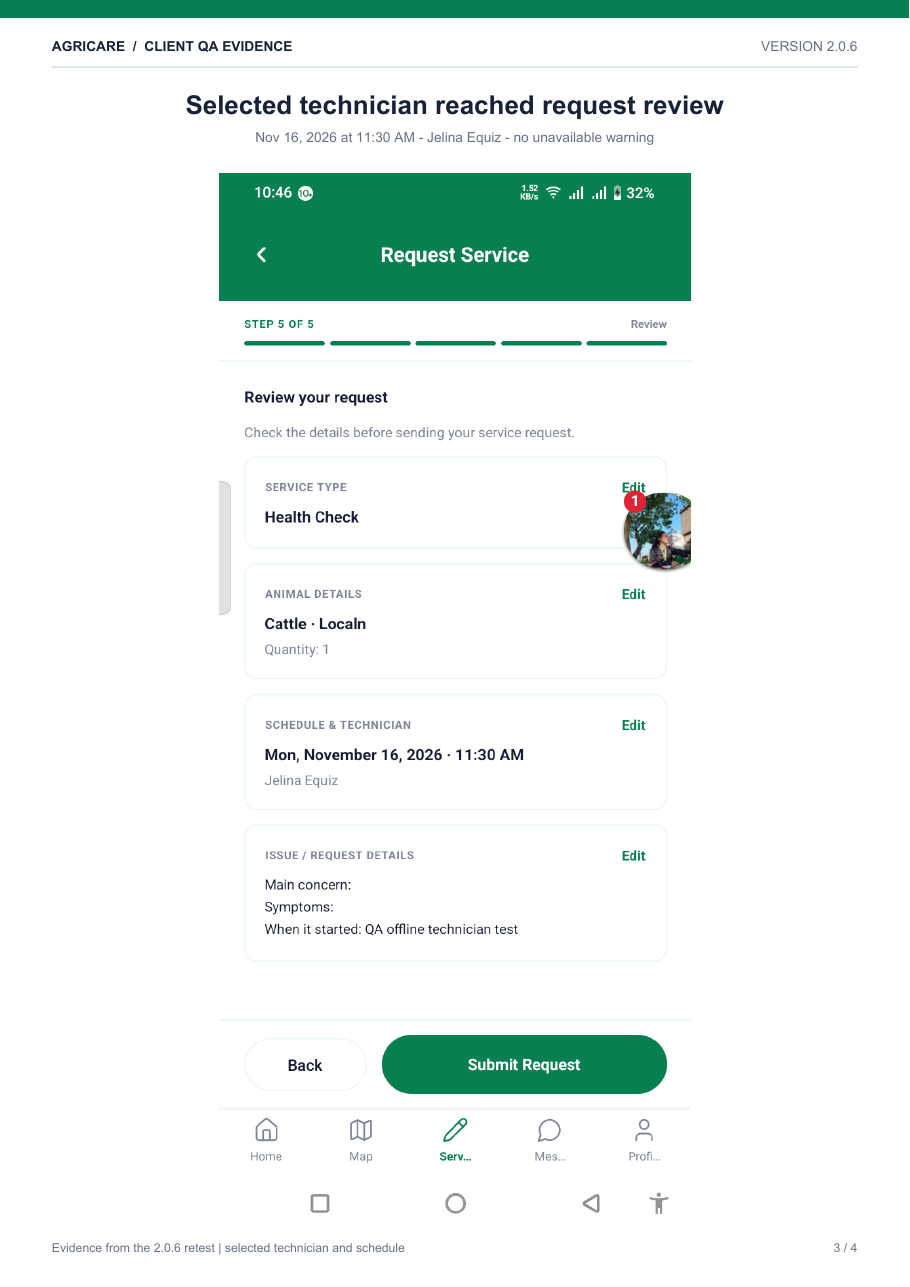 AGRICARE / CLIENT QA EVIDENCE
VERSION 2.0.6
Selected technician reached request review
Nov 16, 2026 at 11:30 AM - Jelina Equiz - no unavailable warning
10:46 10+ 1.52 KB/s 32%
Request Service
STEP 5 OF 5
Review
Review your request
Check the details before sending your service request.
SERVICE TYPE
Edit
1
Health Check
ANIMAL DETAILS
Edit
Cattle · Localn
Quantity: 1
SCHEDULE & TECHNICIAN
Edit
Mon, November 16, 2026 · 11:30 AM
Jelina Equiz
ISSUE / REQUEST DETAILS
Edit
Main concern:
Symptoms:
When it started: QA offline technician test
Back
Submit Request
Home
Map
Serv...
Mes...
Profi...
Evidence from the 2.0.6 retest | selected technician and schedule
3 / 4